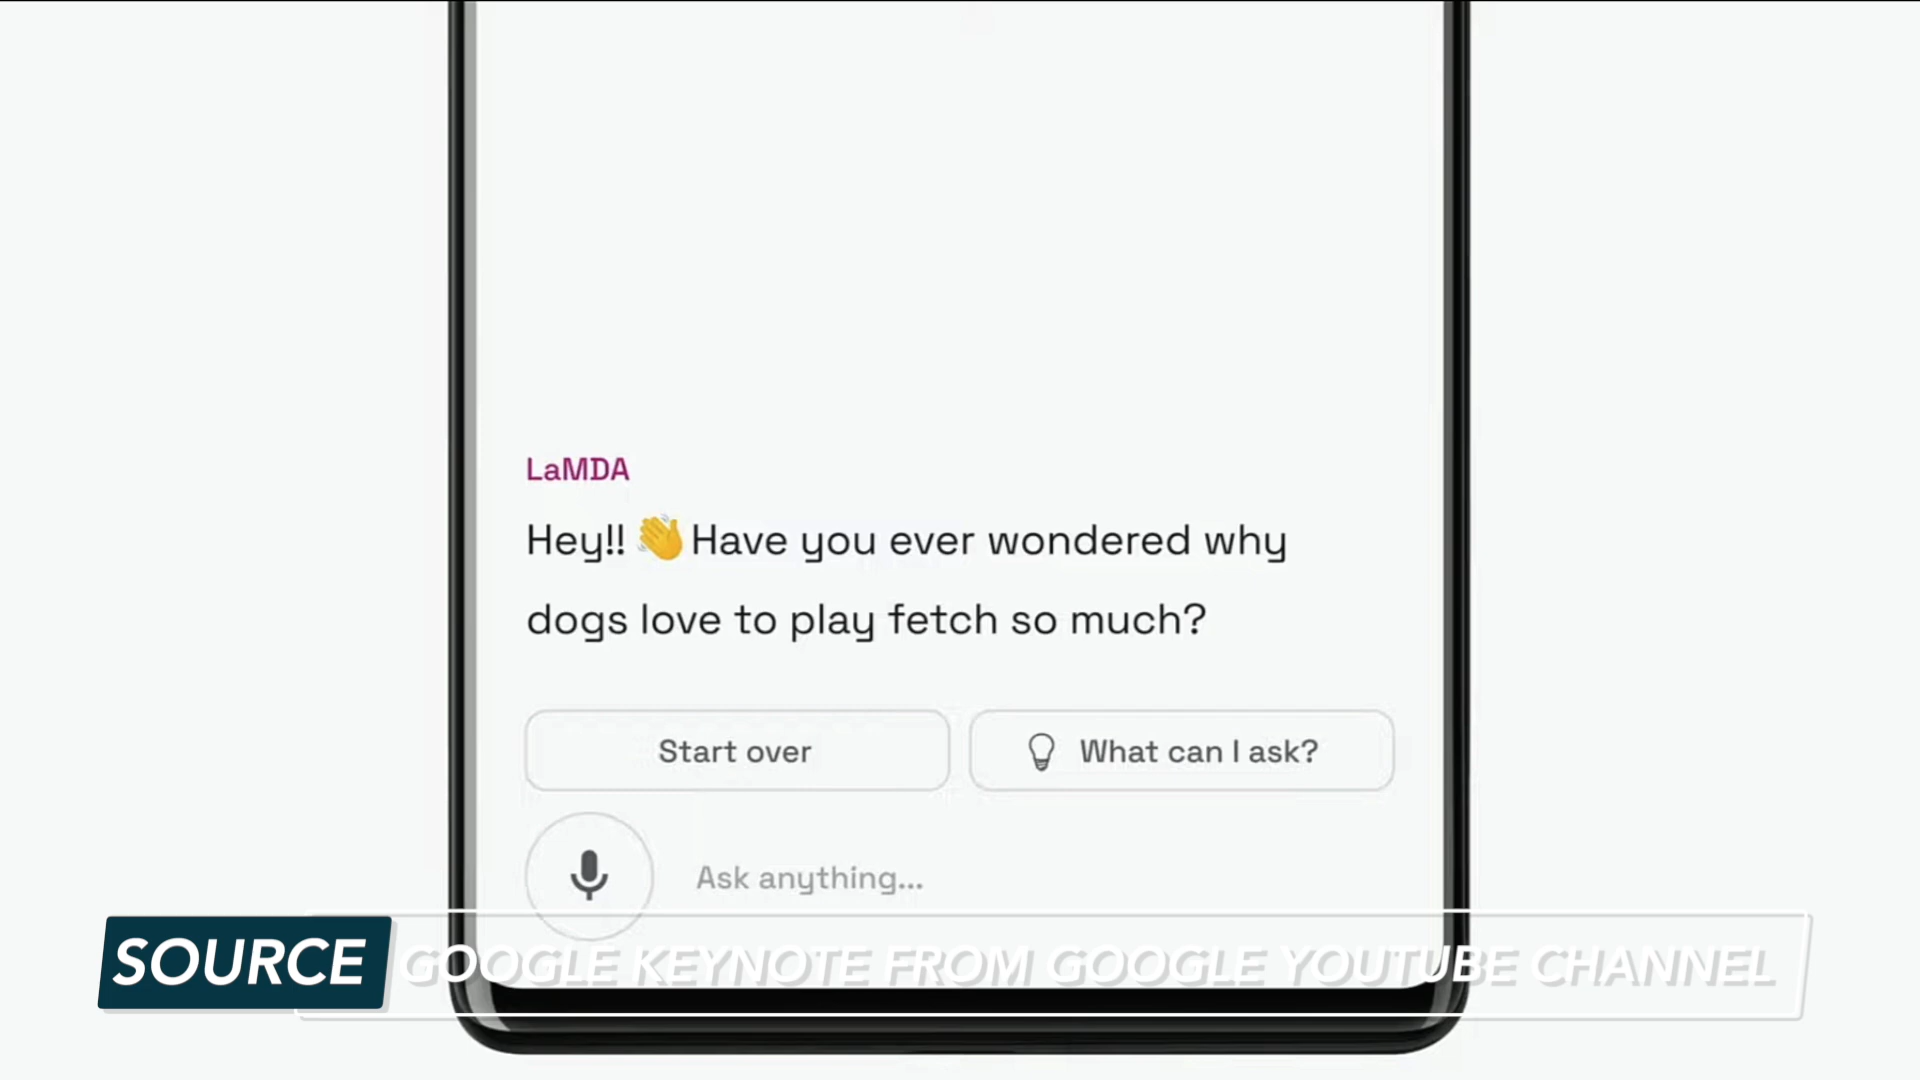 LaMDA
Hey!! 👋 Have you ever wondered why
dogs love to play fetch so much?
Start over
What can I ask?
Ask anything...
SOURCE GOOGLE KEYNOTE FROM GOOGLE YOUTUBE CHANNEL